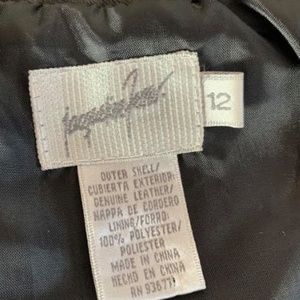 12
OUTER SHELL/
CUBIERTA EXTERIOR:
GENUINE LEATHER/
NAPPA DE CORDERO
LINING/FORRO:
100% POLYESTER/
POLIESTER
MADE IN CHINA
HECHO EN CHINA
RN 93677